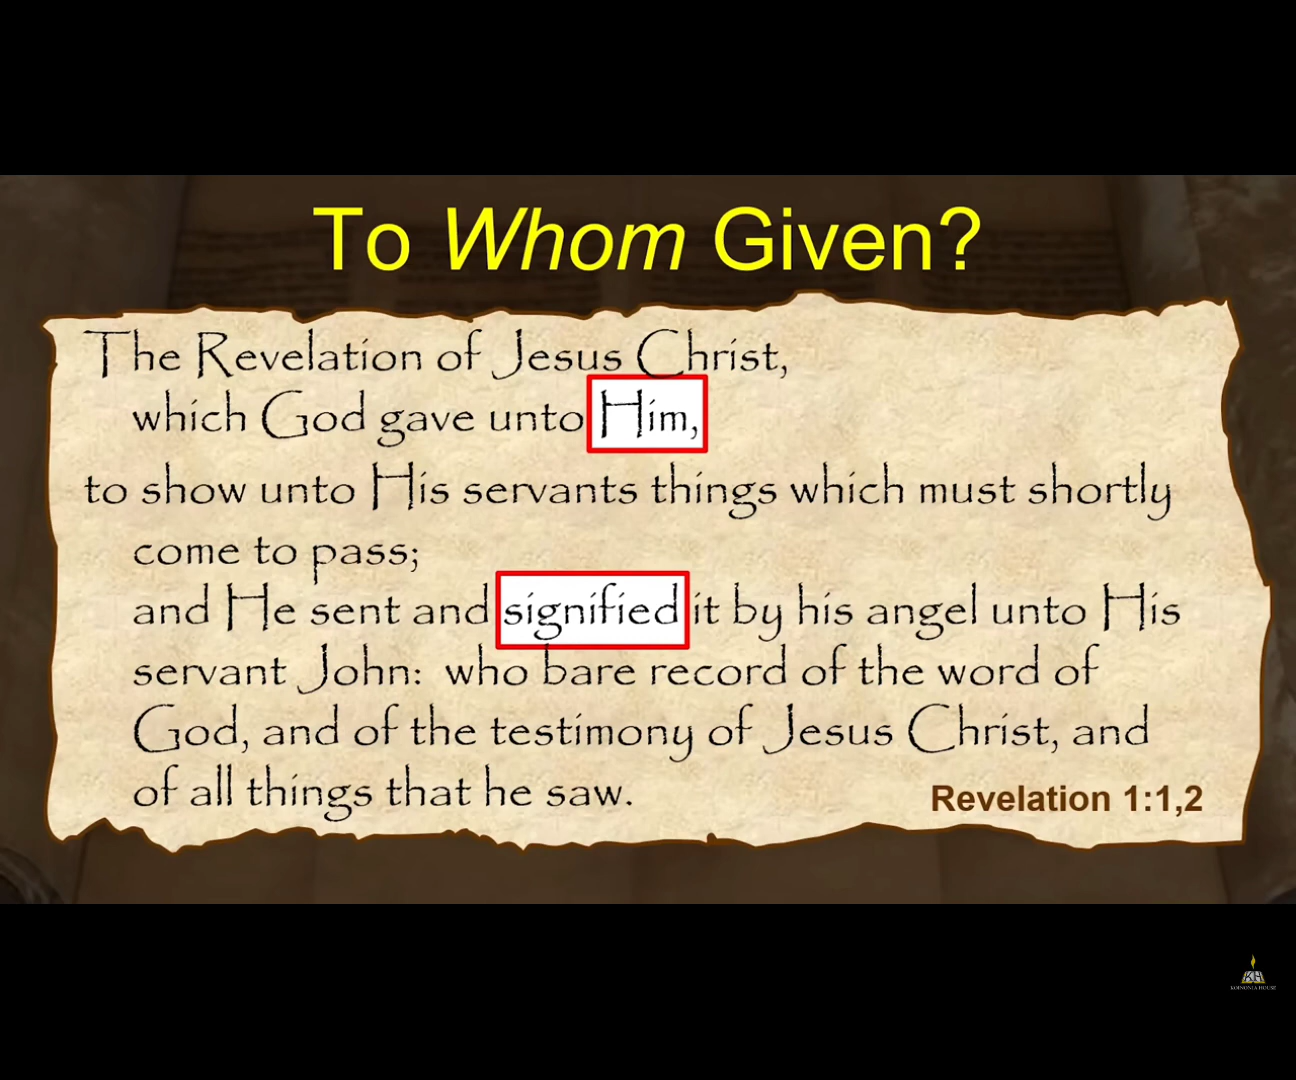 To Whom Given?
The Revelation of Jesus Christ,
which God gave unto Him,
to show unto His servants things which must shortly
come to pass;
and He sent and signified it by his angel unto His
servant John: who bare record of the word of
God, and of the testimony of Jesus Christ, and
of all things that he saw.
Revelation 1:1,2
KH
KOINONIA HOUSE